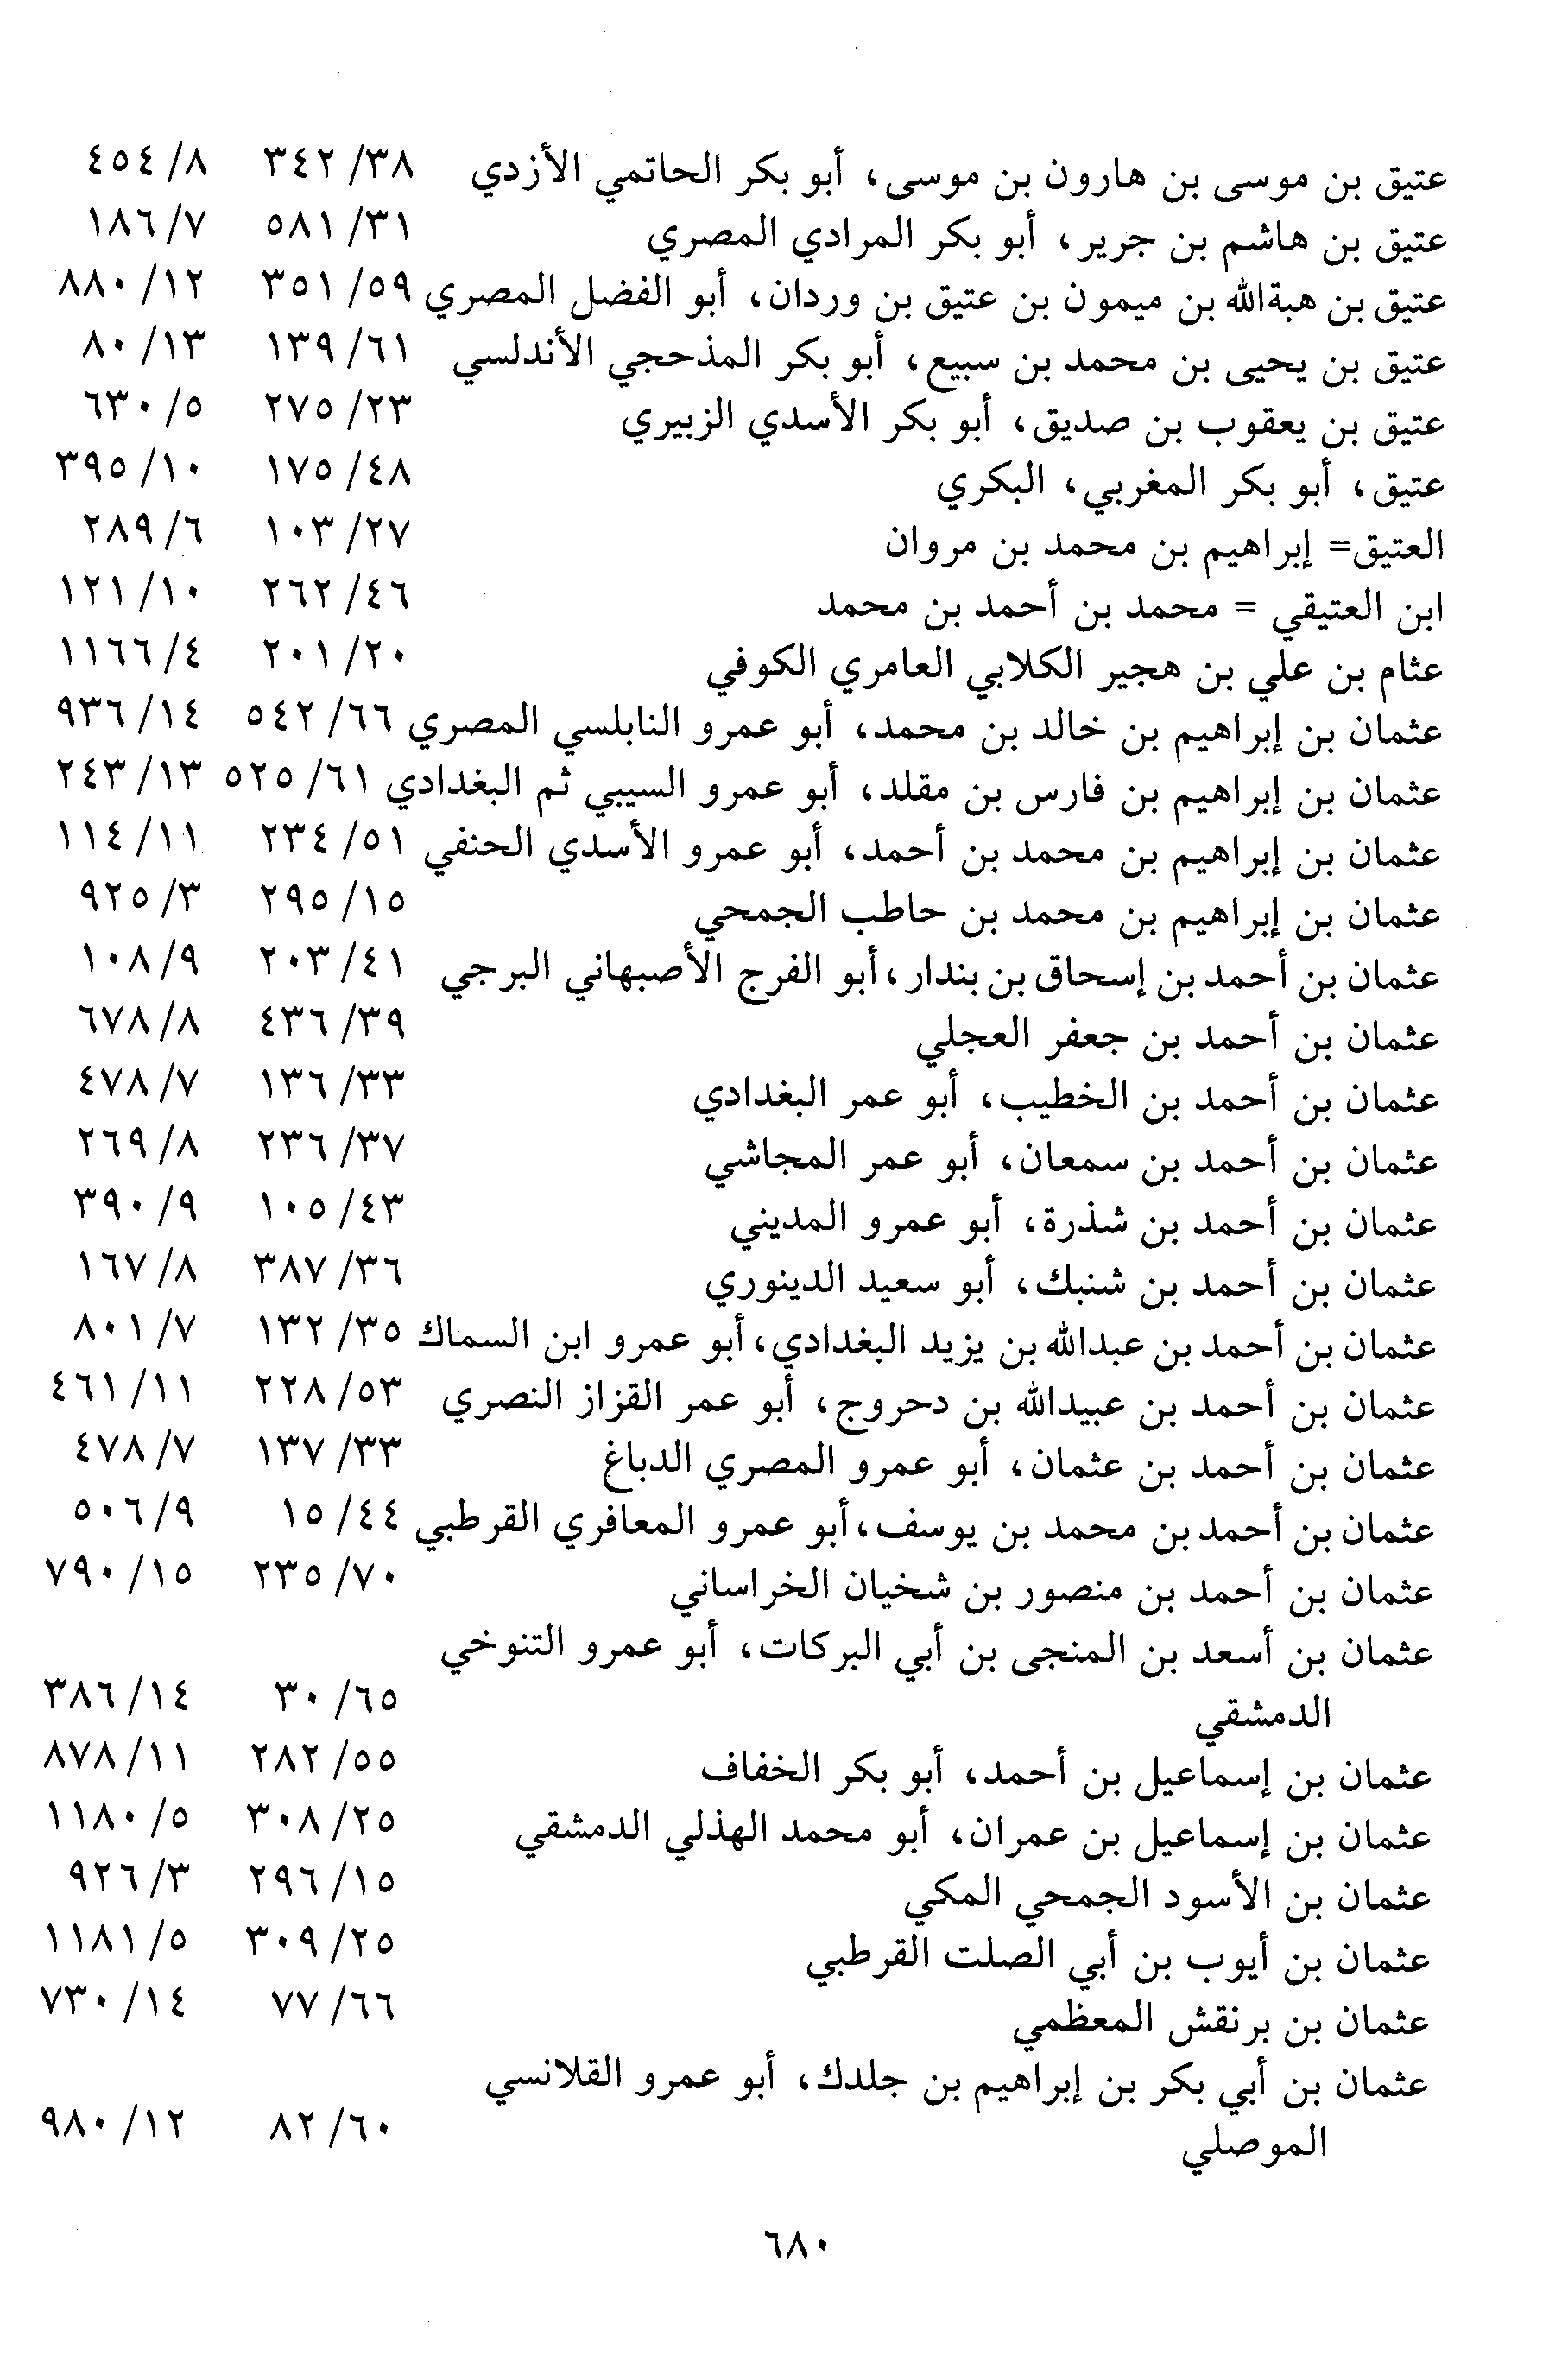 عتيق بن موسى بن هارون بن موسى، أبو بكر الحاتمي الأزدي ٣٨/ ٣٤٢ ٨/ ٤٥٤
عتيق بن هاشم بن جرير، أبو بكر المرادي المصري ٣١/ ٥٨١ ٧/ ١٨٦
عتيق بن هبةالله بن ميمون بن عتيق بن وردان، أبو الفضل المصري ٥٩/ ٣٥١ ١٢/ ٨٨٠
عتيق بن يحيى بن محمد بن سبيع، أبو بكر المذحجي الأندلسي ٦١/ ١٣٩ ١٣/ ٨٠
عتيق بن يعقوب بن صديق، أبو بكر الأسدي الزبيري ٢٣/ ٢٧٥ ٥/ ٦٣٠
عتيق، أبو بكر المغربي، البكري ٤٨/ ١٧٥ ١٠/ ٣٩٥
العتيق= إبراهيم بن محمد بن مروان ٢٧/ ١٠٣ ٦/ ٢٨٩
ابن العتيقي = محمد بن أحمد بن محمد ٤٦/ ٢٦٢ ١٠/ ١٢١
عثام بن علي بن هجير الكلابي العامري الكوفي ٢٠/ ٢٠١ ٤/ ١١٦٦
عثمان بن إبراهيم بن خالد بن محمد، أبو عمرو النابلسي المصري ٦٦/ ٥٤٢ ١٤/ ٩٣٦
عثمان بن إبراهيم بن فارس بن مقلد، أبو عمرو السيبي ثم البغدادي ٦١/ ٥٢٥ ١٣/ ٢٤٣
عثمان بن إبراهيم بن محمد بن أحمد، أبو عمرو الأسدي الحنفي ٥١/ ٢٣٤ ١١/ ١١٤
عثمان بن إبراهيم بن محمد بن حاطب الجمحي ١٥/ ٢٩٥ ٣/ ٩٢٥
عثمان بن أحمد بن إسحاق بن بندار، أبو الفرج الأصبهاني البرجي ٤١/ ٢٠٣ ٩/ ١٠٨
عثمان بن أحمد بن جعفر العجلي ٣٩/ ٤٣٦ ٨/ ٦٧٨
عثمان بن أحمد بن الخطيب، أبو عمر البغدادي ٣٣/ ١٣٦ ٧/ ٤٧٨
عثمان بن أحمد بن سمعان، أبو عمر المجاشي ٣٧/ ٢٣٦ ٨/ ٢٦٩
عثمان بن أحمد بن شذرة، أبو عمرو المديني ٤٣/ ١٠٥ ٩/ ٣٩٠
عثمان بن أحمد بن شنبك، أبو سعيد الدينوري ٣٦/ ٣٨٧ ٨/ ١٦٧
عثمان بن أحمد بن عبدالله بن يزيد البغدادي، أبو عمرو ابن السماك ٣٥/ ١٣٢ ٧/ ٨٠١
عثمان بن أحمد بن عبيدالله بن دحروج، أبو عمر القزاز النصري ٥٣/ ٢٢٨ ١١/ ٤٦١
عثمان بن أحمد بن عثمان، أبو عمرو المصري الدباغ ٣٣/ ١٣٧ ٧/ ٤٧٨
عثمان بن أحمد بن محمد بن يوسف، أبو عمرو المعافري القرطبي ٤٤/ ١٥ ٩/ ٥٠٦
عثمان بن أحمد بن منصور بن شخيان الخراساني ٧٠/ ٢٣٥ ١٥/ ٧٩٠
عثمان بن أسعد بن المنجى بن أبي البركات، أبو عمرو التنوخي
الدمشقي ٦٥/ ٣٠ ١٤/ ٣٨٦
عثمان بن إسماعيل بن أحمد، أبو بكر الخفاف ٥٥/ ٢٨٢ ١١/ ٨٧٨
عثمان بن إسماعيل بن عمران، أبو محمد الهذلي الدمشقي ٢٥/ ٣٠٨ ٥/ ١١٨٠
عثمان بن الأسود الجمحي المكي ١٥/ ٢٩٦ ٣/ ٩٢٦
عثمان بن أيوب بن أبي الصلت القرطبي ٢٥/ ٣٠٩ ٥/ ١١٨١
عثمان بن برنقش المعظمي ٦٦/ ٧٧ ١٤/ ٧٣٠
عثمان بن أبي بكر بن إبراهيم بن جلدك، أبو عمرو القلانسي
الموصلي ٦٠/ ٨٢ ١٢/ ٩٨٠
٦٨٠